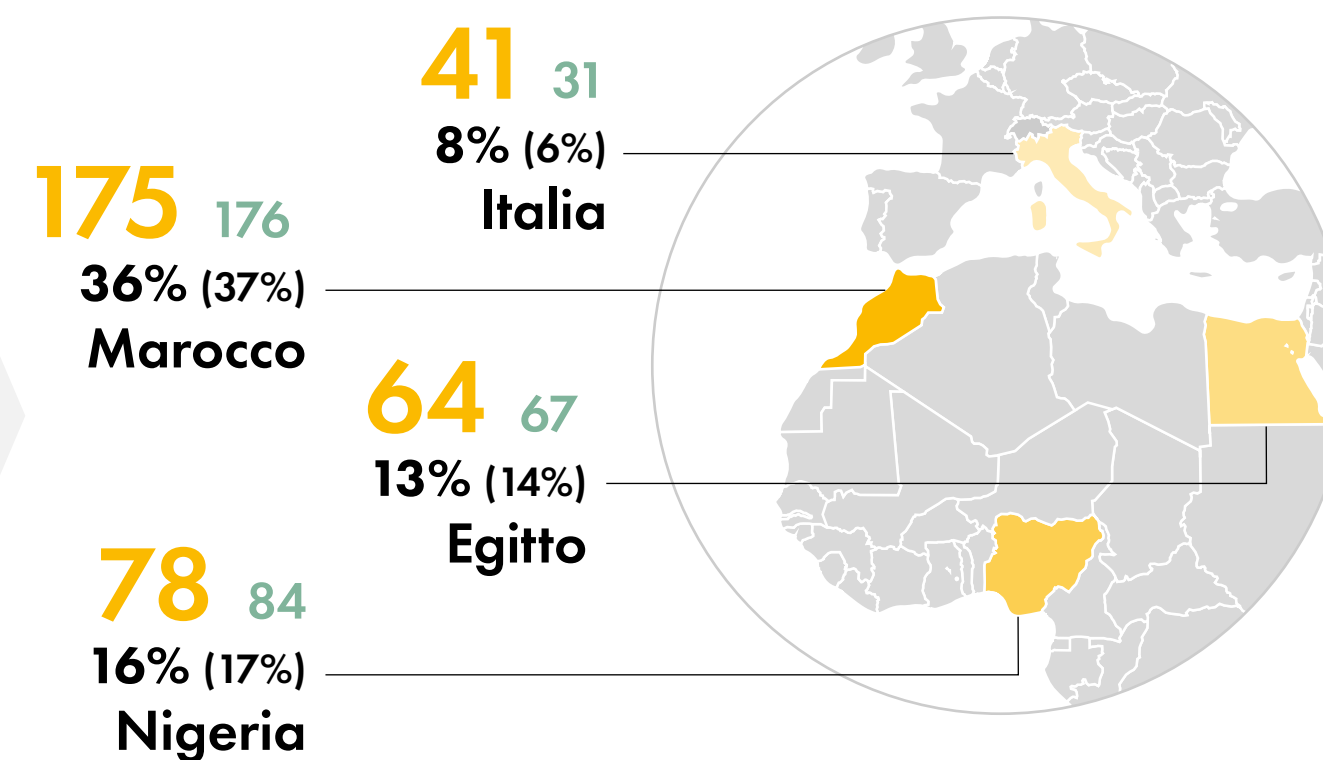 41 31
8% (6%)
Italia
175 176
36% (37%)
Marocco
64 67
13% (14%)
Egitto
78 84
16% (17%)
Nigeria